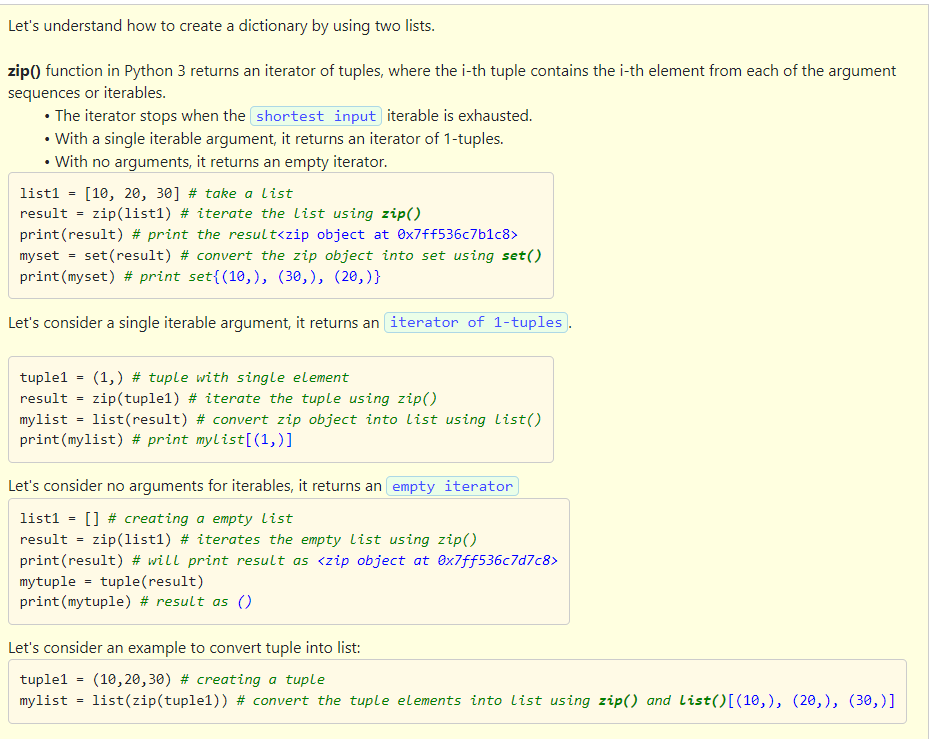 Let's understand how to create a dictionary by using two lists.
zip() function in Python 3 returns an iterator of tuples, where the i-th tuple contains the i-th element from each of the argument
sequences or iterables.
• The iterator stops when the shortest input iterable is exhausted.
• With a single iterable argument, it returns an iterator of 1-tuples.
• With no arguments, it returns an empty iterator.
list1 = [10, 20, 30] # take a list
result = zip(list1) # iterate the list using zip()
print(result) # print the result<zip object at 0x7ff536c7b1c8>
myset = set(result) # convert the zip object into set using set()
print(myset) # print set{(10,), (30,), (20,)}
Let's consider a single iterable argument, it returns an iterator of 1-tuples.
tuple1 = (1,) # tuple with single element
result = zip(tuple1) # iterate the tuple using zip()
mylist = list(result) # convert zip object into list using list()
print(mylist) # print mylist[(1,)]
Let's consider no arguments for iterables, it returns an empty iterator
list1 = [] # creating a empty list
result = zip(list1) # iterates the empty list using zip()
print(result) # will print result as <zip object at 0x7ff536c7d7c8>
mytuple = tuple(result)
print(mytuple) # result as ()
Let's consider an example to convert tuple into list:
tuple1 = (10,20,30) # creating a tuple
mylist = list(zip(tuple1)) # convert the tuple elements into list using zip() and list()[(10,), (20,), (30,)]